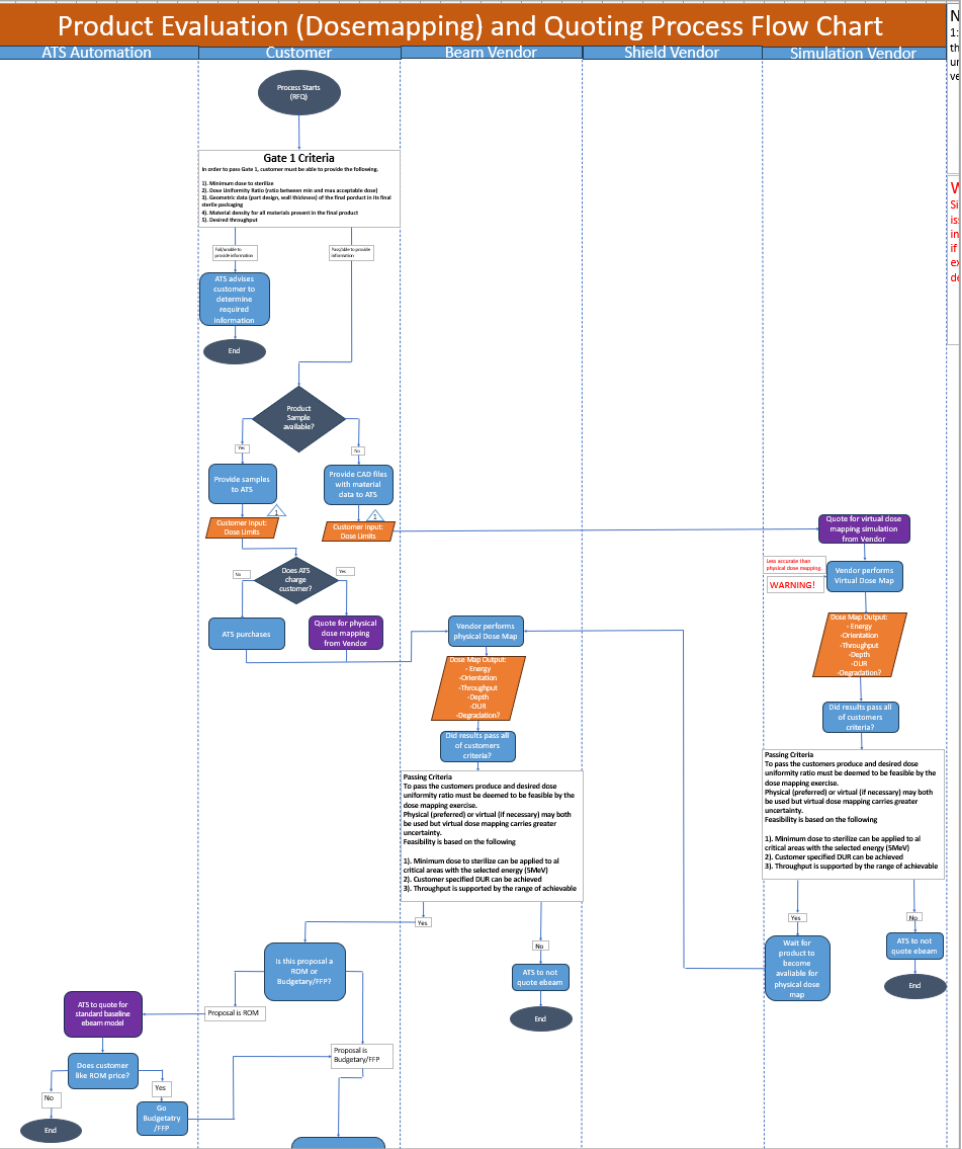 Product Evaluation (Dosemapping) and Quoting Process Flow Chart
ATS Automation
Customer
Beam Vendor
Shield Vendor
Simulation Vendor
Process Starts
(RFQ)
Gate 1 Criteria
In order to pass Gate 1, customer must be able to provide the following.
1). Minimum dose to sterilize
2). Dose Uniformity Ratio (ratio between min and max acceptable dose)
3). Geometric data (part design, wall thickness) of the final porduct in its final
sterile packaging
4). Material density for all materials present in the final product
5). Desired throughput
Fail/unable to
provide information
Pass/able to provide
information
ATS advises
customer to
determine
required
information
End
Product
Sample
available?
Yes
No
Provide samples
to ATS
Provide CAD files
with material
data to ATS
1
1
Customer Input:
Dose Limits
Customer Input:
Dose Limits
Quote for virtual dose
mapping simulation
from Vendor
Less accurate than
physical dose mapping.
WARNING!
Vendor performs
Virtual Dose Map
Does ATS
charge
customer?
No
Yes
ATS purchases
Quote for physical
dose mapping
from Vendor
Vendor performs
physical Dose Map
Dose Map Output:
- Energy
-Orientation
-Throughput
-Depth
-DUR
-Degradation?
Dose Map Output:
- Energy
-Orientation
-Throughput
-Depth
-DUR
-Degradation?
Did results pass all
of customers
criteria?
Did results pass all
of customers
criteria?
Passing Criteria
To pass the customers produce and desired dose
uniformity ratio must be deemed to be feasible by the
dose mapping exercise.
Physical (preferred) or virtual (if necessary) may both
be used but virtual dose mapping carries greater
uncertainty.
Feasibility is based on the following
1). Minimum dose to sterilize can be applied to al
critical areas with the selected energy (5MeV)
2). Customer specified DUR can be achieved
3). Throughput is supported by the range of achievable
Passing Criteria
To pass the customers produce and desired dose
uniformity ratio must be deemed to be feasible by the
dose mapping exercise.
Physical (preferred) or virtual (if necessary) may both
be used but virtual dose mapping carries greater
uncertainty.
Feasibility is based on the following
1). Minimum dose to sterilize can be applied to al
critical areas with the selected energy (5MeV)
2). Customer specified DUR can be achieved
3). Throughput is supported by the range of achievable
Yes
No
Yes
No
Is this proposal a
ROM or
Budgetary/FFP?
ATS to not
quote ebeam
End
Wait for
product to
become
avaliable for
physical dose
map
ATS to not
quote ebeam
End
Proposal is ROM
ATS to quote for
standard baseline
ebeam model
Proposal is
Budgetary/FFP
Does customer
like ROM price?
No
Yes
End
Go
Budgetatry
/FFP